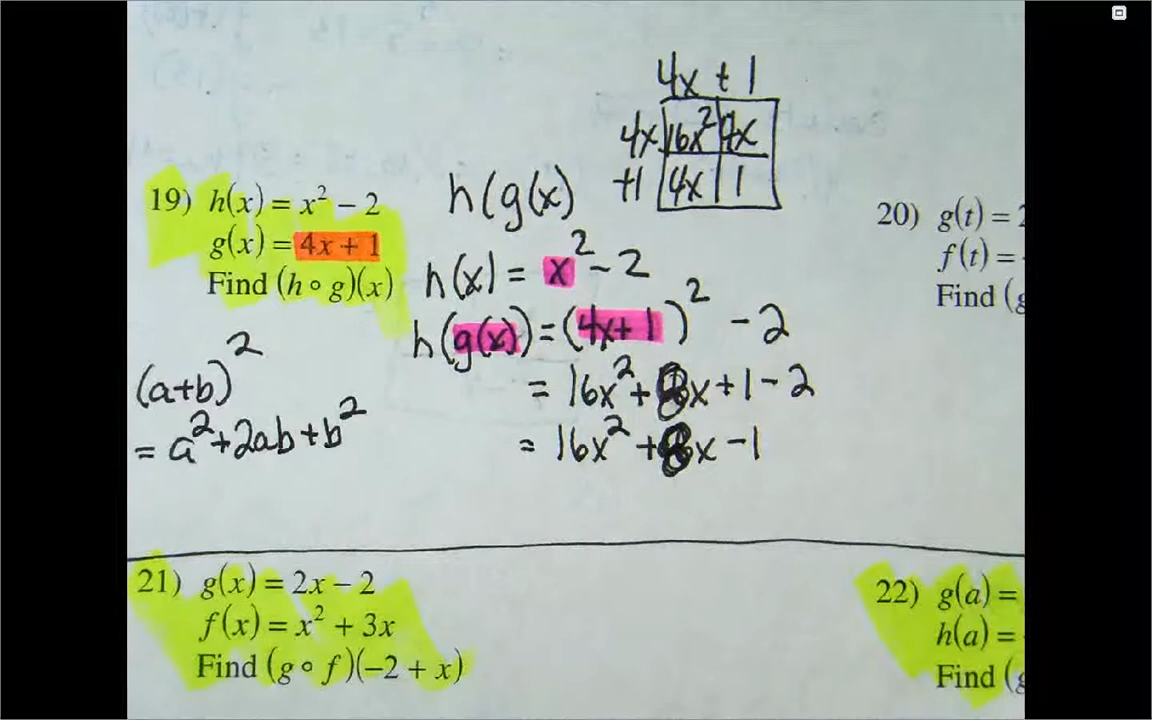 4x + 1
4x 16x² 4x
+1 4x 1
19) h(x) = x² − 2
g(x) = 4x + 1
Find (h ∘ g)(x)
h(g(x)
h(x) = x² − 2
h(g(x)) = (4x+1)² − 2
= 16x² + 8x + 1 − 2
= 16x² + 8x − 1
(a+b)²
= a² + 2ab + b²
20) g(t) = 2
f(t) =
Find (g
21) g(x) = 2x − 2
f(x) = x² + 3x
Find (g ∘ f)(−2 + x)
22) g(a) =
h(a) =
Find (g